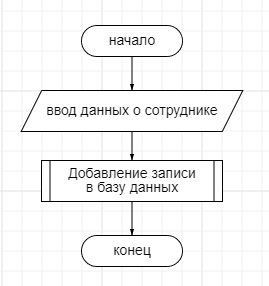 начало
ввод данных о сотруднике
Добавление записи
в базу данных
конец